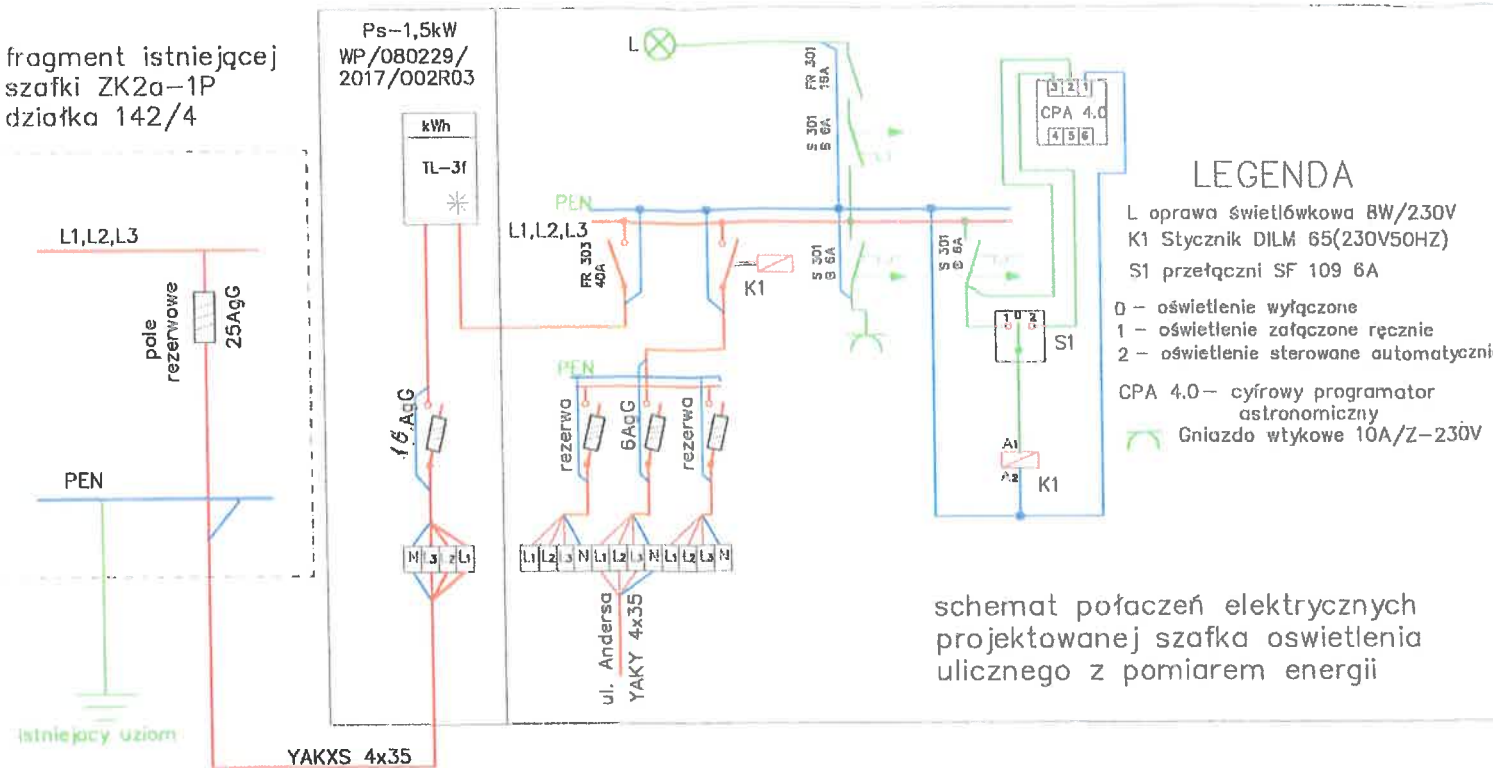 fragment istniejącej
szafki ZK2a-1P
działka 142/4
Ps-1,5kW
WP/080229/
2017/002R03
kWh
TL-3f
L1,L2,L3
pole
rezerwowe
25AgG
PEN
istniejacy uziom
YAKXS 4x35
16AgG
N L3 L2 L1
L
FR 301
S 301
B 6A
3 2 1
CPA 4.0
4 5 6
PEN
L1,L2,L3
FR 303
40A
K1
S 301
B 6A
S 301
B 6A
1 0 2
S1
A1
A2
K1
PEN
rezerwa
6AgG
rezerwa
L1 L2 L3 N L1 L2 L3 N L1 L2 L3 N
ul. Andersa
YAKY 4x35
LEGENDA
L oprawa świetlówkowa 8W/230V
K1 Stycznik DILM 65(230V50HZ)
S1 przełączni SF 109 6A
0 - oświetlenie wyłączone
1 - oświetlenie załączone ręcznie
2 - oświetlenie sterowane automatyczni
CPA 4.0- cyfrowy programator
astronomiczny
Gniazdo wtykowe 10A/Z-230V
schemat połaczeń elektrycznych
projektowanej szafka oswietlenia
ulicznego z pomiarem energii